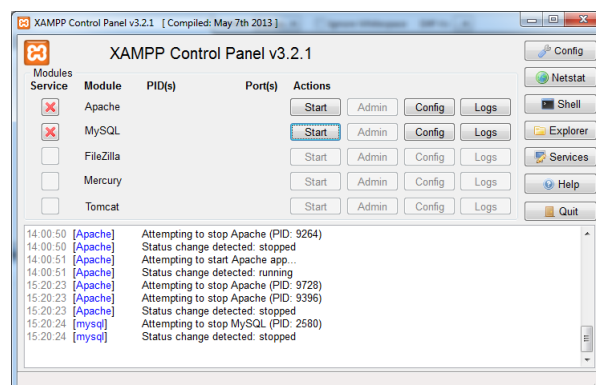 XAMPP Control Panel v3.2.1 [ Compiled: May 7th 2013 ]
XAMPP Control Panel v3.2.1
Config
Modules
Service Module PID(s) Port(s) Actions
Netstat
Apache Start Admin Config Logs
Shell
MySQL Start Admin Config Logs
Explorer
FileZilla Start Admin Config Logs
Services
Mercury Start Admin Config Logs
Help
Tomcat Start Admin Config Logs
Quit
14:00:50 [Apache] Attempting to stop Apache (PID: 9264)
14:00:50 [Apache] Status change detected: stopped
14:00:51 [Apache] Attempting to start Apache app...
14:00:51 [Apache] Status change detected: running
15:20:23 [Apache] Attempting to stop Apache (PID: 9728)
15:20:23 [Apache] Attempting to stop Apache (PID: 9396)
15:20:23 [Apache] Status change detected: stopped
15:20:24 [mysql] Attempting to stop MySQL (PID: 2580)
15:20:24 [mysql] Status change detected: stopped